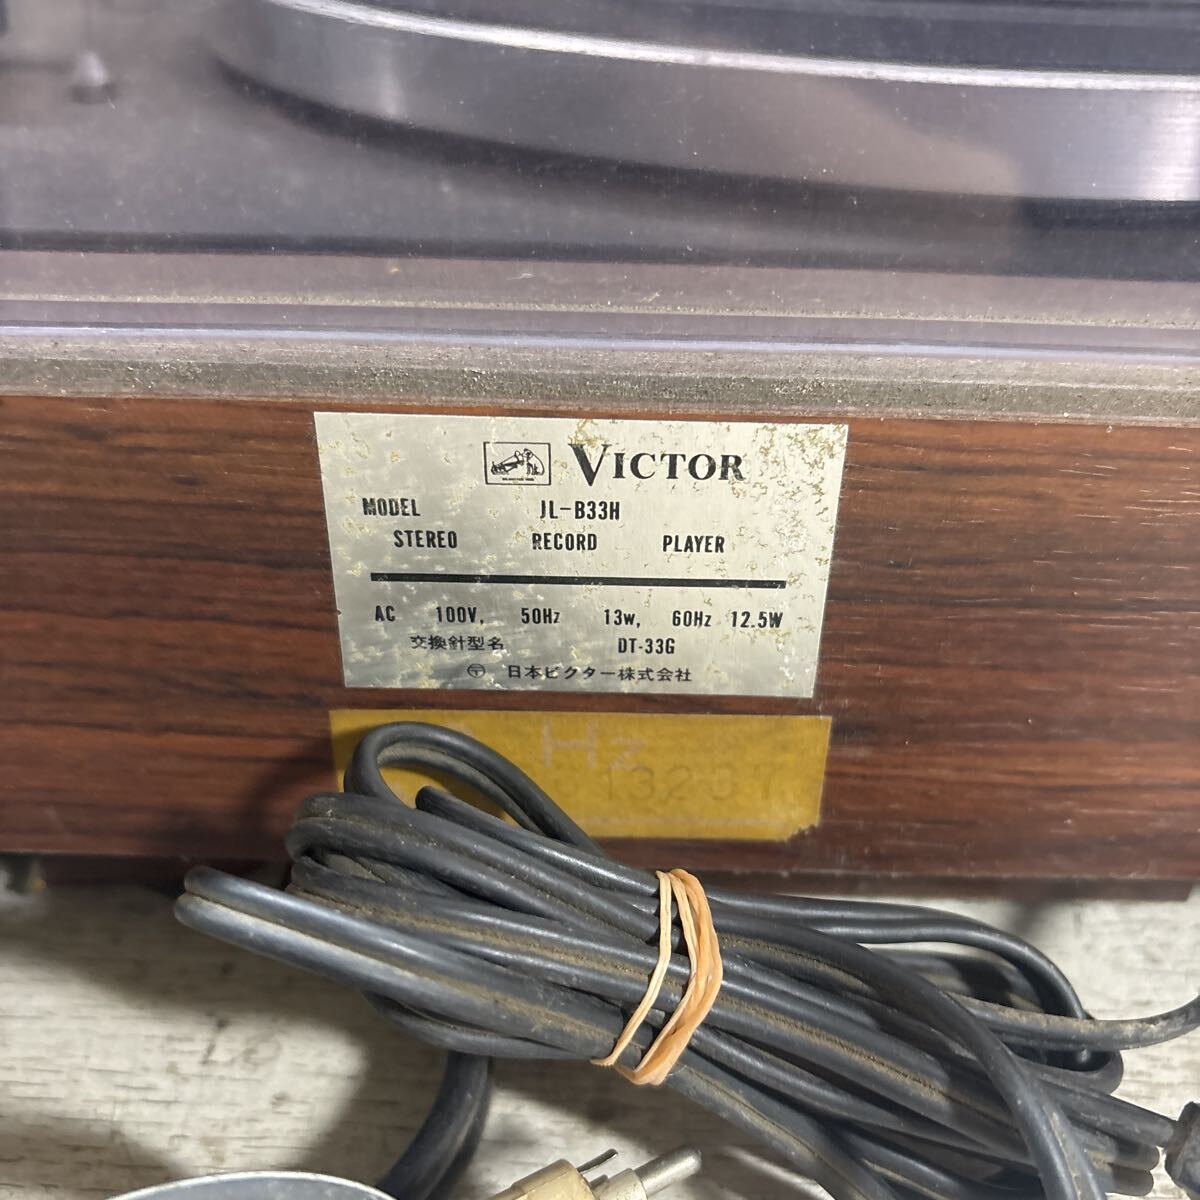 VICTOR
MODEL JL-B33H
STEREO RECORD PLAYER
AC 100V, 50Hz 13w, 60Hz 12.5W
交換針型名 DT-33G
〶 日本ビクター株式会社
Hz
13237